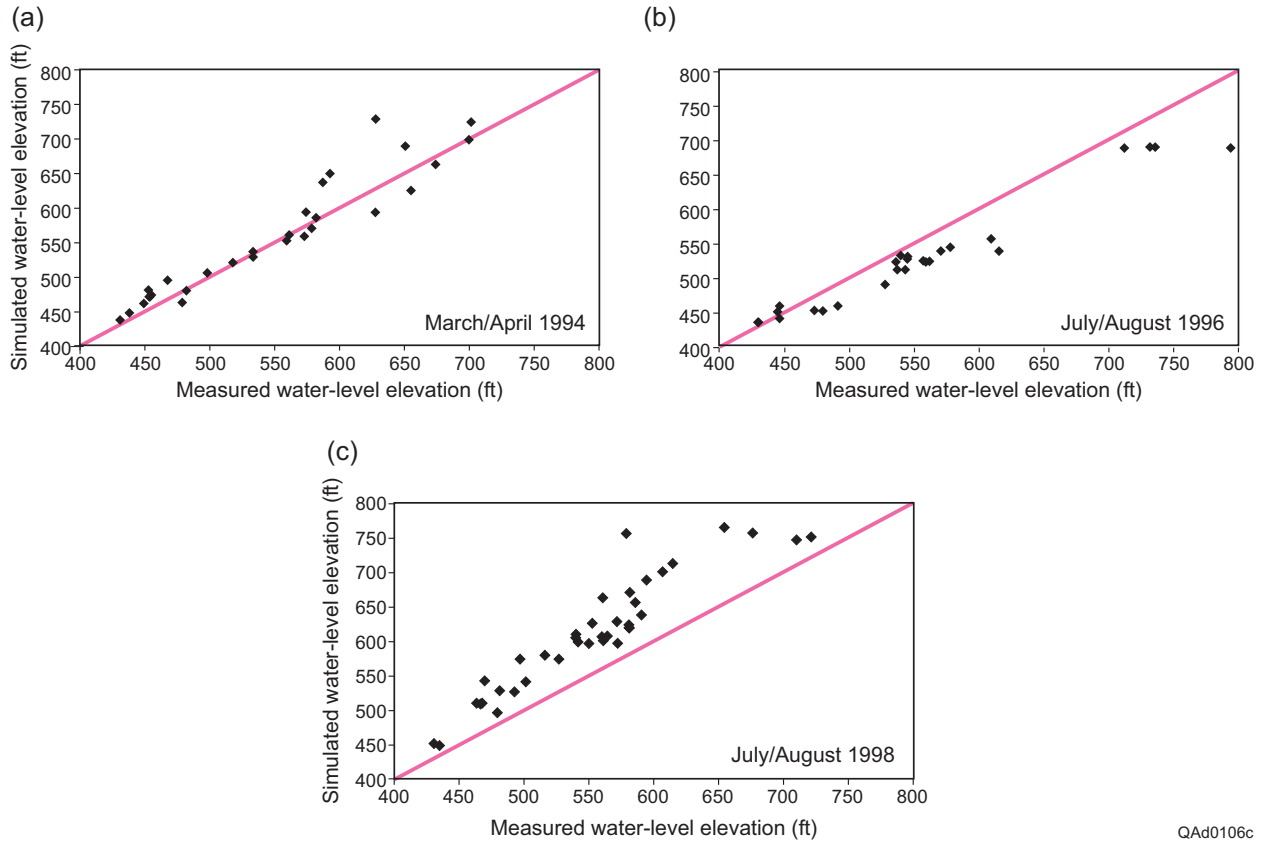 (a)
Simulated water-level elevation (ft)
800
750
700
650
600
550
500
450
400
400 450 500 550 600 650 700 750 800
Measured water-level elevation (ft)
March/April 1994
(b)
800
750
700
650
600
550
500
450
400
400 450 500 550 600 650 700 750 800
Measured water-level elevation (ft)
July/August 1996
(c)
Simulated water-level elevation (ft)
800
750
700
650
600
550
500
450
400
400 450 500 550 600 650 700 750 800
Measured water-level elevation (ft)
July/August 1998
QAd0106c